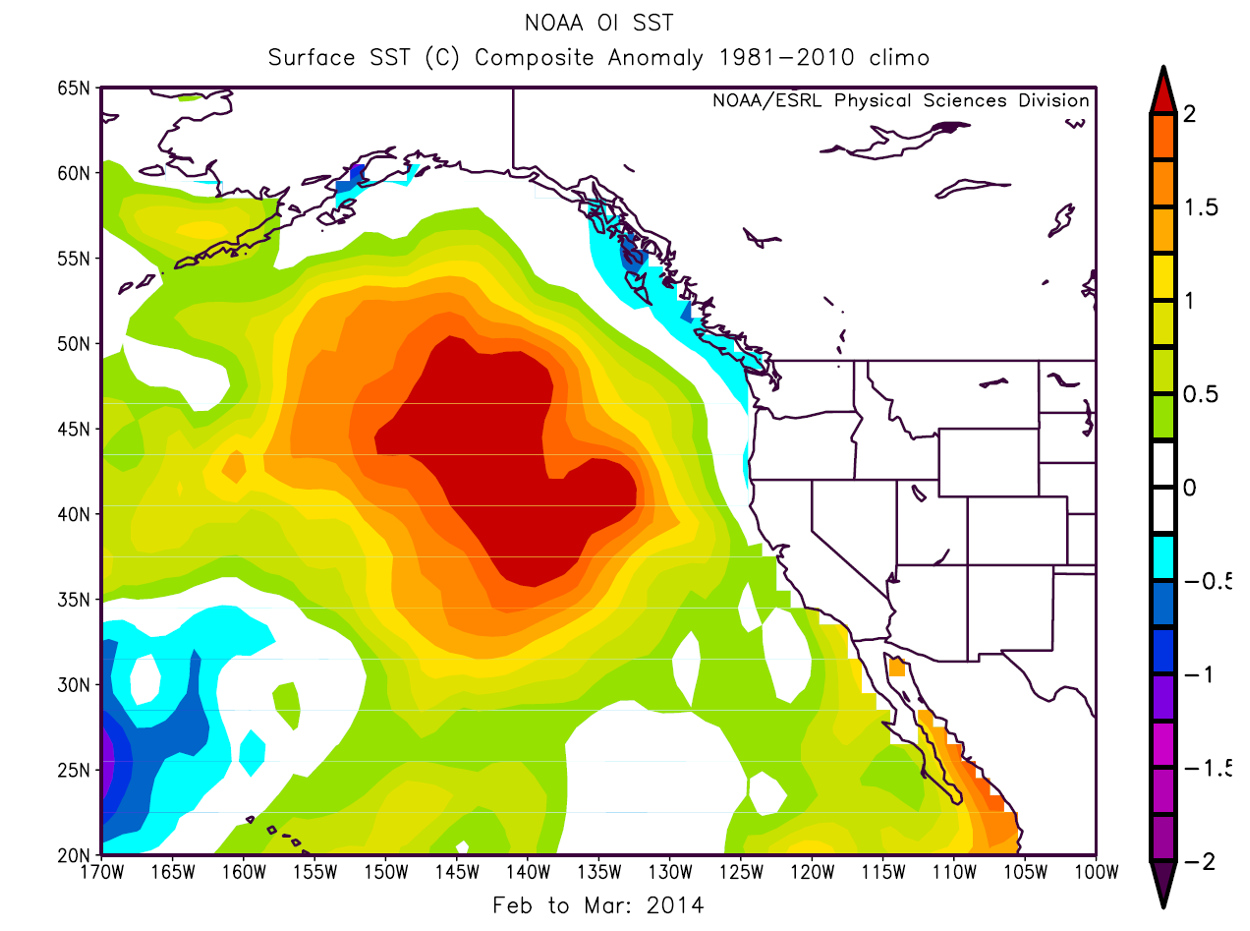 NOAA OI SST
Surface SST (C) Composite Anomaly 1981-2010 climo
NOAA/ESRL Physical Sciences Division
65N
60N
55N
50N
45N
40N
35N
30N
25N
20N
170W 165W 160W 155W 150W 145W 140W 135W 130W 125W 120W 115W 110W 105W 100W
Feb to Mar: 2014
2
1.5
1
0.5
0
-0.5
-1
-1.5
-2